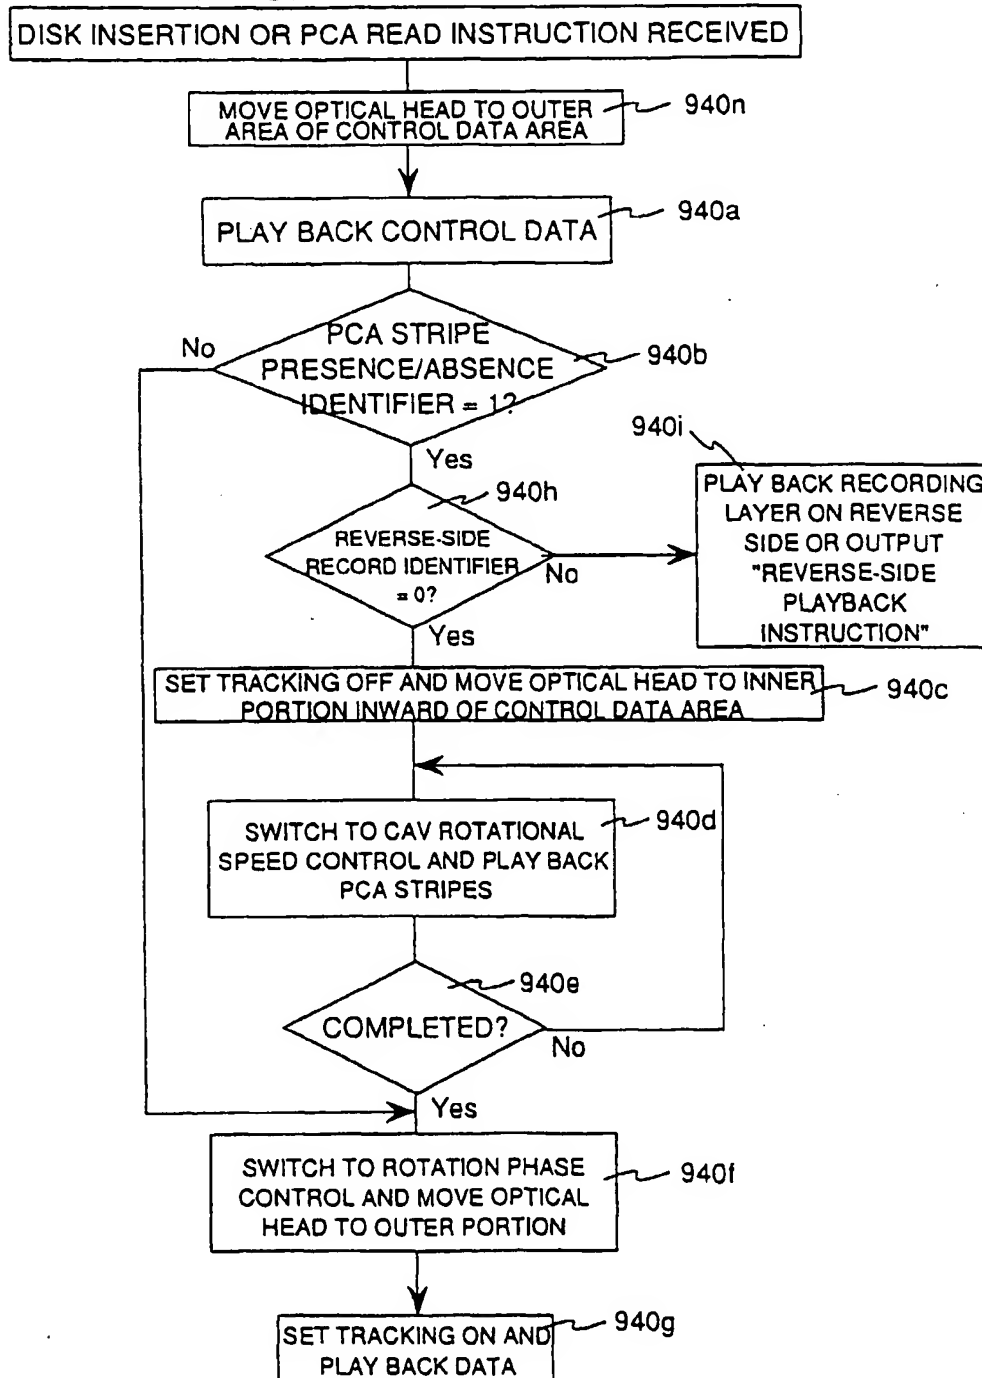 DISK INSERTION OR PCA READ INSTRUCTION RECEIVED
MOVE OPTICAL HEAD TO OUTER
AREA OF CONTROL DATA AREA
940n
PLAY BACK CONTROL DATA
940a
PCA STRIPE
PRESENCE/ABSENCE
IDENTIFIER = 1?
940b
No
Yes
REVERSE-SIDE
RECORD IDENTIFIER
= 0?
940h
No
Yes
940i
PLAY BACK RECORDING
LAYER ON REVERSE
SIDE OR OUTPUT
"REVERSE-SIDE
PLAYBACK
INSTRUCTION"
SET TRACKING OFF AND MOVE OPTICAL HEAD TO INNER
PORTION INWARD OF CONTROL DATA AREA
940c
SWITCH TO CAV ROTATIONAL
SPEED CONTROL AND PLAY BACK
PCA STRIPES
940d
COMPLETED?
940e
No
Yes
SWITCH TO ROTATION PHASE
CONTROL AND MOVE OPTICAL
HEAD TO OUTER PORTION
940f
SET TRACKING ON AND
PLAY BACK DATA
940g